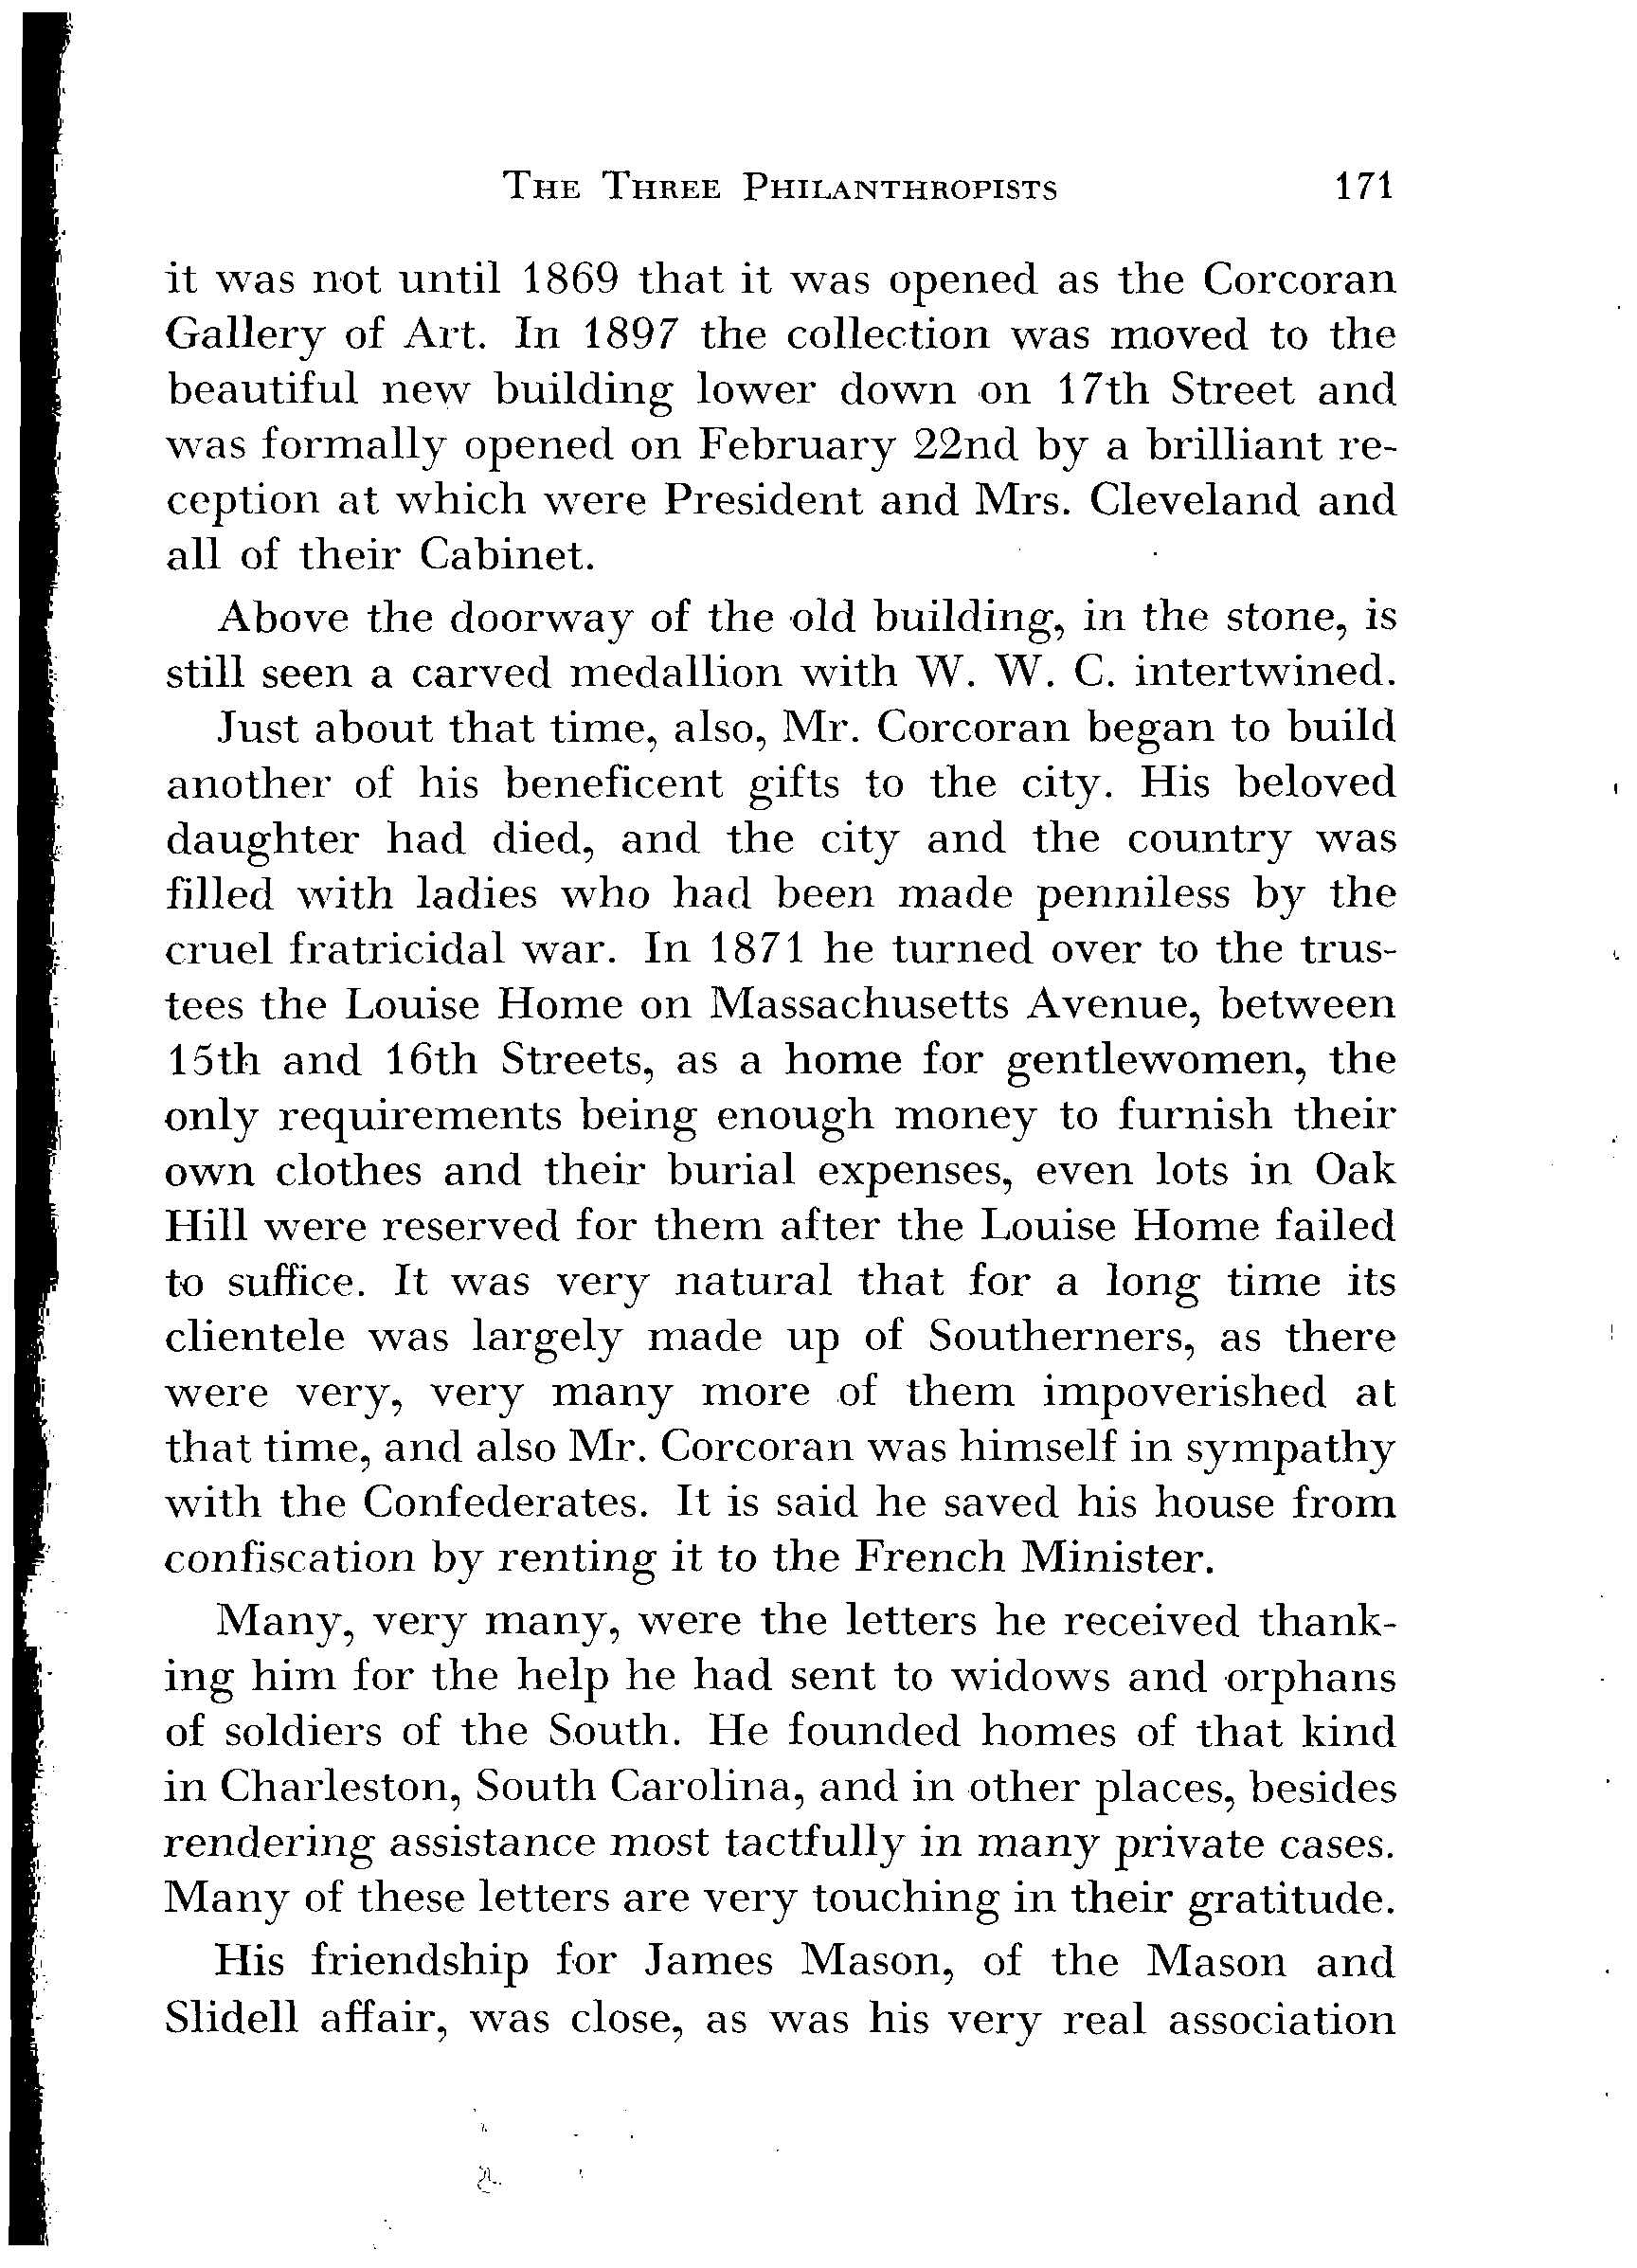 THE THREE PHILANTHROPISTS 171
it was not until 1869 that it was opened as the Corcoran
Gallery of Art. In 1897 the collection was moved to the
beautiful new building lower down on 17th Street and
was formally opened on February 22nd by a brilliant re-
ception at which were President and Mrs. Cleveland and
all of their Cabinet.
Above the doorway of the old building, in the stone, is
still seen a carved medallion with W. W. C. intertwined.
Just about that time, also, Mr. Corcoran began to build
another of his beneficent gifts to the city. His beloved
daughter had died, and the city and the country was
filled with ladies who had been made penniless by the
cruel fratricidal war. In 1871 he turned over to the trus-
tees the Louise Home on Massachusetts Avenue, between
15th and 16th Streets, as a home for gentlewomen, the
only requirements being enough money to furnish their
own clothes and their burial expenses, even lots in Oak
Hill were reserved for them after the Louise Home failed
to suffice. It was very natural that for a long time its
clientele was largely made up of Southerners, as there
were very, very many more of them impoverished at
that time, and also Mr. Corcoran was himself in sympathy
with the Confederates. It is said he saved his house from
confiscation by renting it to the French Minister.
Many, very many, were the letters he received thank-
ing him for the help he had sent to widows and orphans
of soldiers of the South. He founded homes of that kind
in Charleston, South Carolina, and in other places, besides
rendering assistance most tactfully in many private cases.
Many of these letters are very touching in their gratitude.
His friendship for James Mason, of the Mason and
Slidell affair, was close, as was his very real association